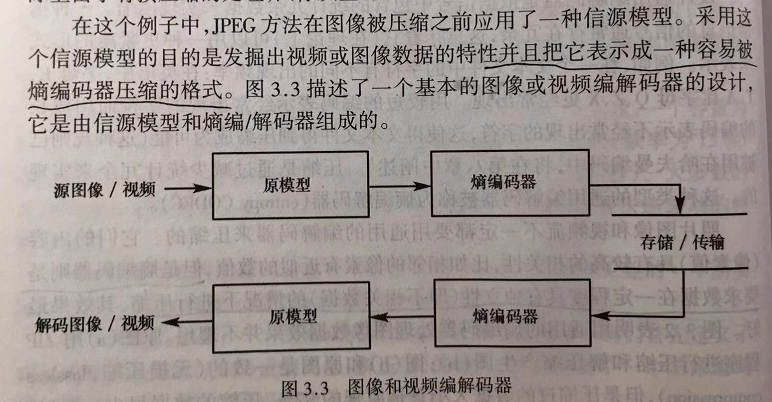 在这个例子中,JPEG 方法在图像被压缩之前应用了一种信源模型。采用这
个信源模型的目的是发掘出视频或图像数据的特性并且把它表示成一种容易被
熵编码器压缩的格式。图 3.3 描述了一个基本的图像或视频编解码器的设计,
它是由信源模型和熵编/解码器组成的。
源图像 / 视频
原模型
熵编码器
存储 / 传输
解码图像 / 视频
原模型
熵编码器
图 3.3 图像和视频编解码器